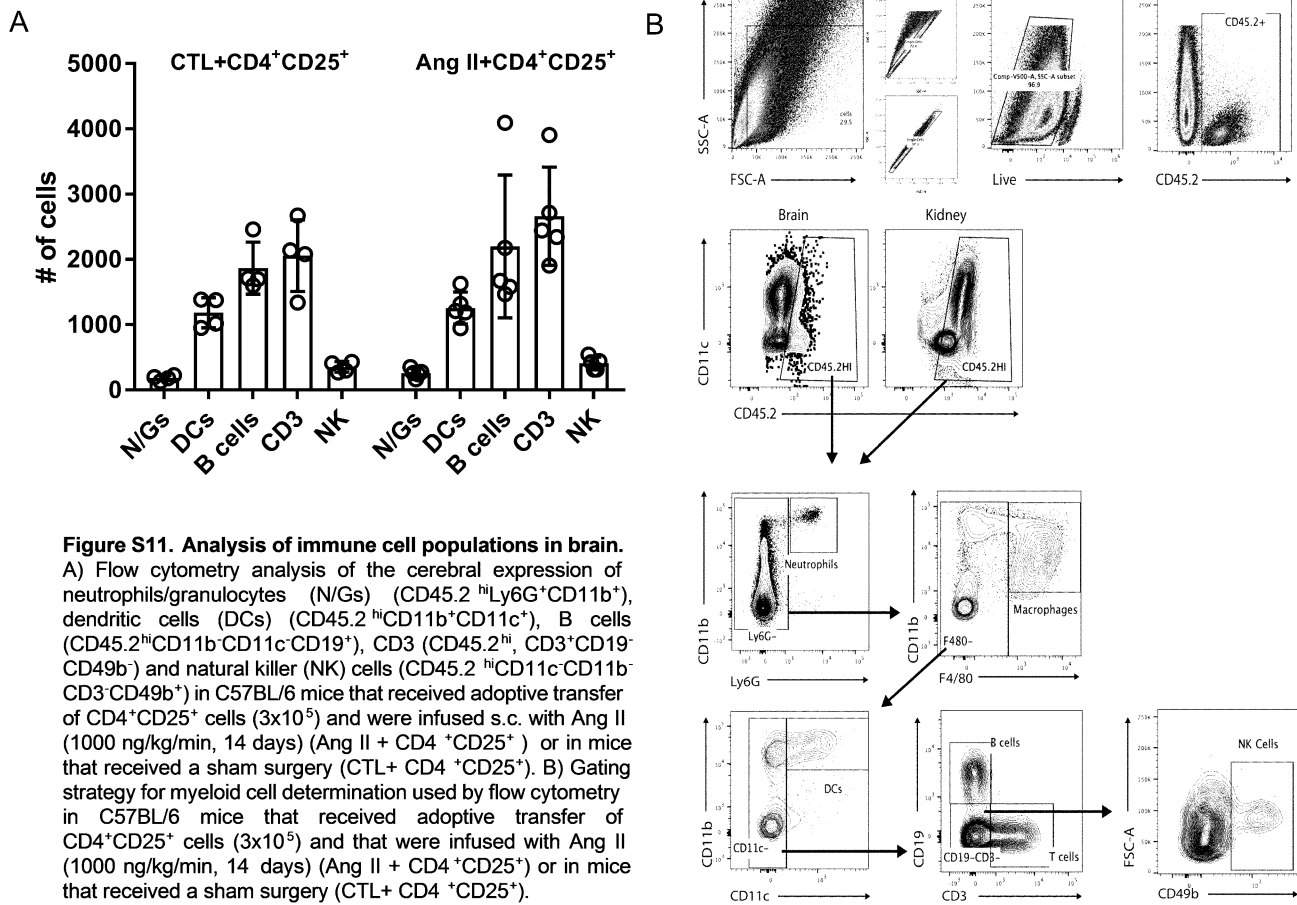 A
B
CTL+CD4+CD25+
Ang II+CD4+CD25+
# of cells
5000
4000
3000
2000
1000
0
N/Gs
DCs
B cells
CD3
NK
N/Gs
DCs
B cells
CD3
NK
Figure S11. Analysis of immune cell populations in brain.
A) Flow cytometry analysis of the cerebral expression of
neutrophils/granulocytes (N/Gs) (CD45.2 hiLy6G+CD11b+),
dendritic cells (DCs) (CD45.2 hiCD11b+CD11c+), B cells
(CD45.2hiCD11b-CD11c-CD19+), CD3 (CD45.2hi, CD3+CD19-
CD49b-) and natural killer (NK) cells (CD45.2 hiCD11c-CD11b-
CD3-CD49b+) in C57BL/6 mice that received adoptive transfer
of CD4+CD25+ cells (3x105) and were infused s.c. with Ang II
(1000 ng/kg/min, 14 days) (Ang II + CD4 +CD25+ ) or in mice
that received a sham surgery (CTL+ CD4 +CD25+). B) Gating
strategy for myeloid cell determination used by flow cytometry
in C57BL/6 mice that received adoptive transfer of
CD4+CD25+ cells (3x105) and that were infused with Ang II
(1000 ng/kg/min, 14 days) (Ang II + CD4 +CD25+) or in mice
that received a sham surgery (CTL+ CD4 +CD25+).
SSC-A
FSC-A
cells
29.5
Comp-V500-A, SSC-A subset
96.9
Live
CD45.2+
CD45.2
Brain
Kidney
CD11c
CD45.2HI
CD45.2HI
CD45.2
CD11b
Neutrophils
Ly6G-
Ly6G
CD11b
Macrophages
F480-
F4/80
CD11b
DCs
CD11c-
CD11c
CD19
B cells
CD19-CD3-
T cells
CD3
FSC-A
NK Cells
CD49b